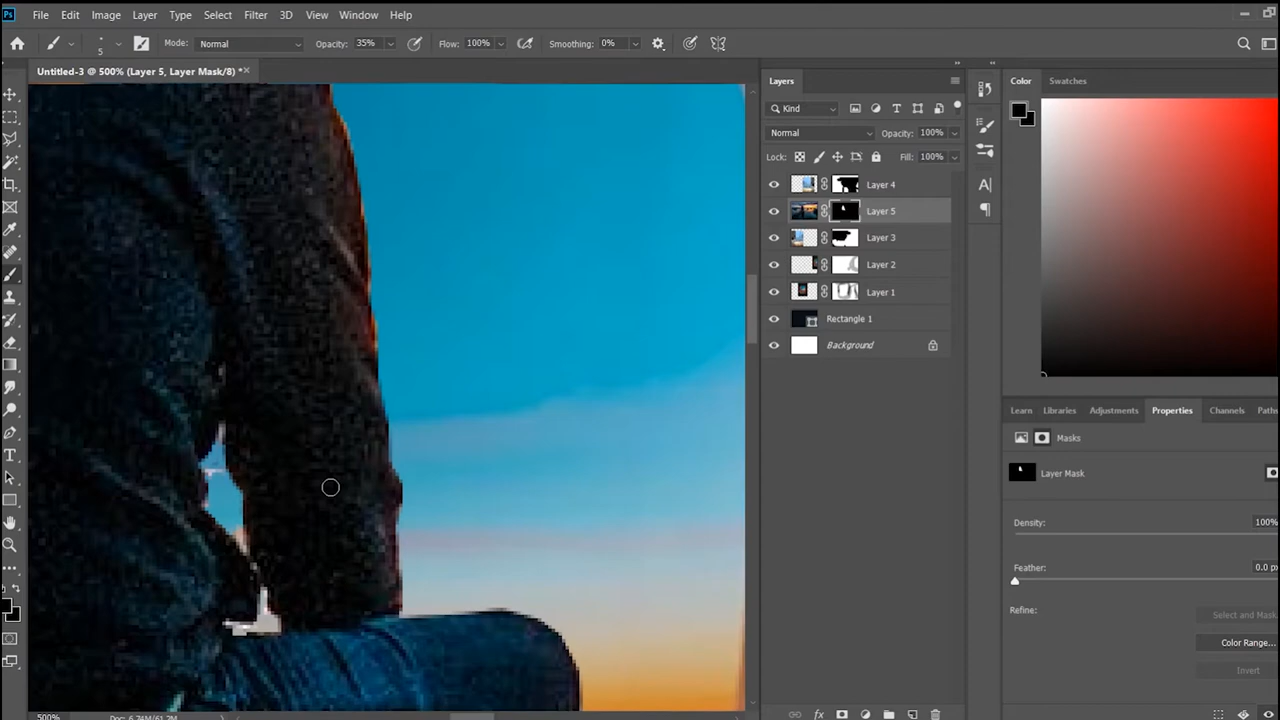 Ps File Edit Image Layer Type Select Filter 3D View Window Help
5 Mode: Normal Opacity: 35% Flow: 100% Smoothing: 0%
Untitled-3 @ 500% (Layer 5, Layer Mask/8) *
Layers
Color Swatches
Kind
Normal Opacity: 100%
Lock: Fill: 100%
Layer 4
Layer 5
Layer 3
Layer 2
Layer 1
Rectangle 1
Background
Learn Libraries Adjustments Properties Channels Paths
Masks
Layer Mask
Density: 100%
Feather: 0.0 px
Refine:
Select and Mask
Color Range...
Invert
500% Doc: 6.74M/61.2M